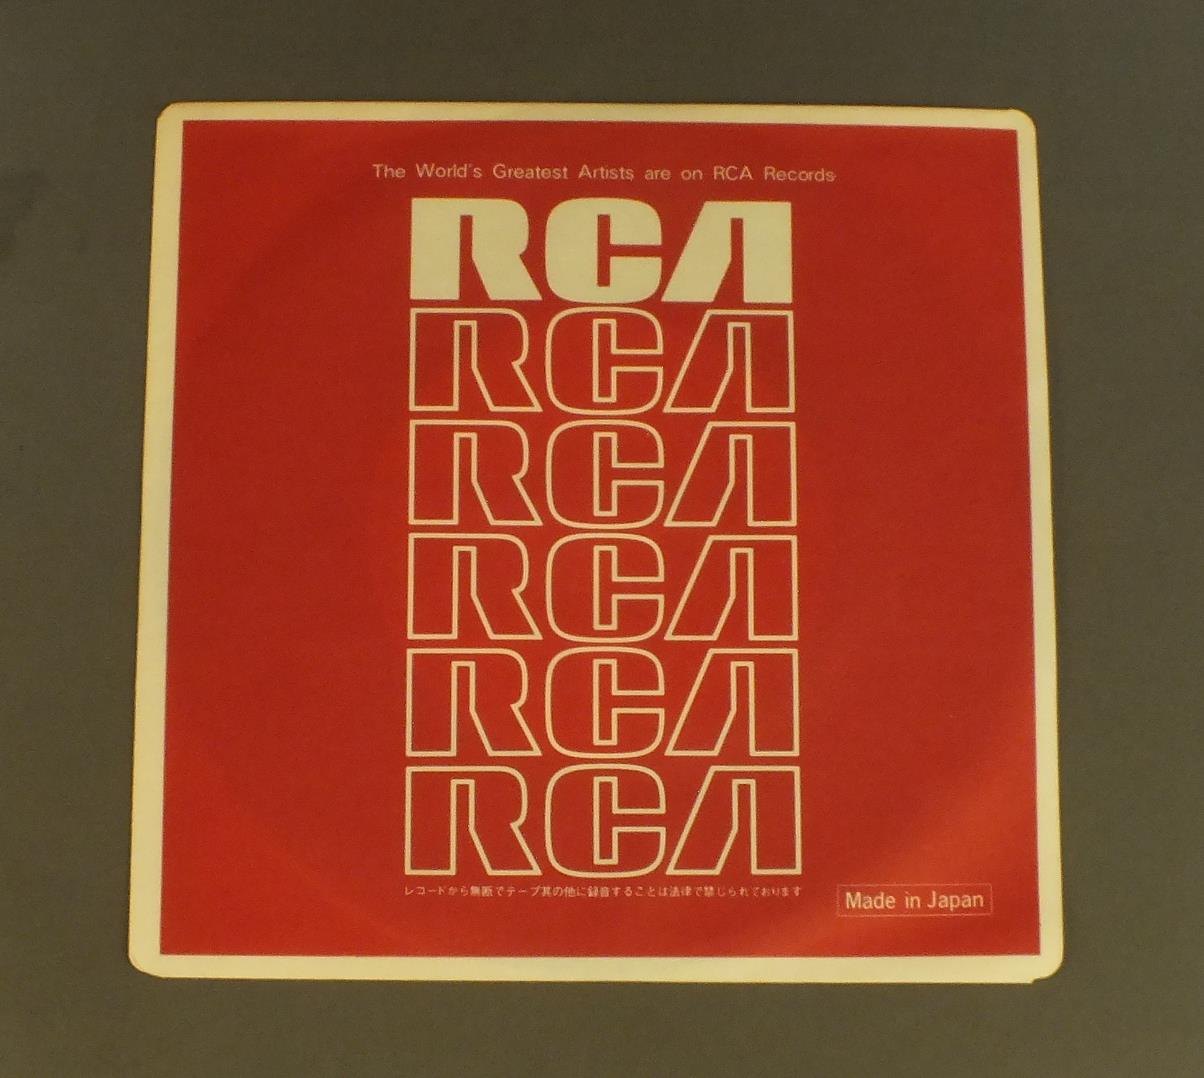 The World's Greatest Artists are on RCA Records
RCA
RCA
RCA
RCA
RCA
RCA
レコードから無断でテープ其の他に録音することは法律で禁じられております
Made in Japan